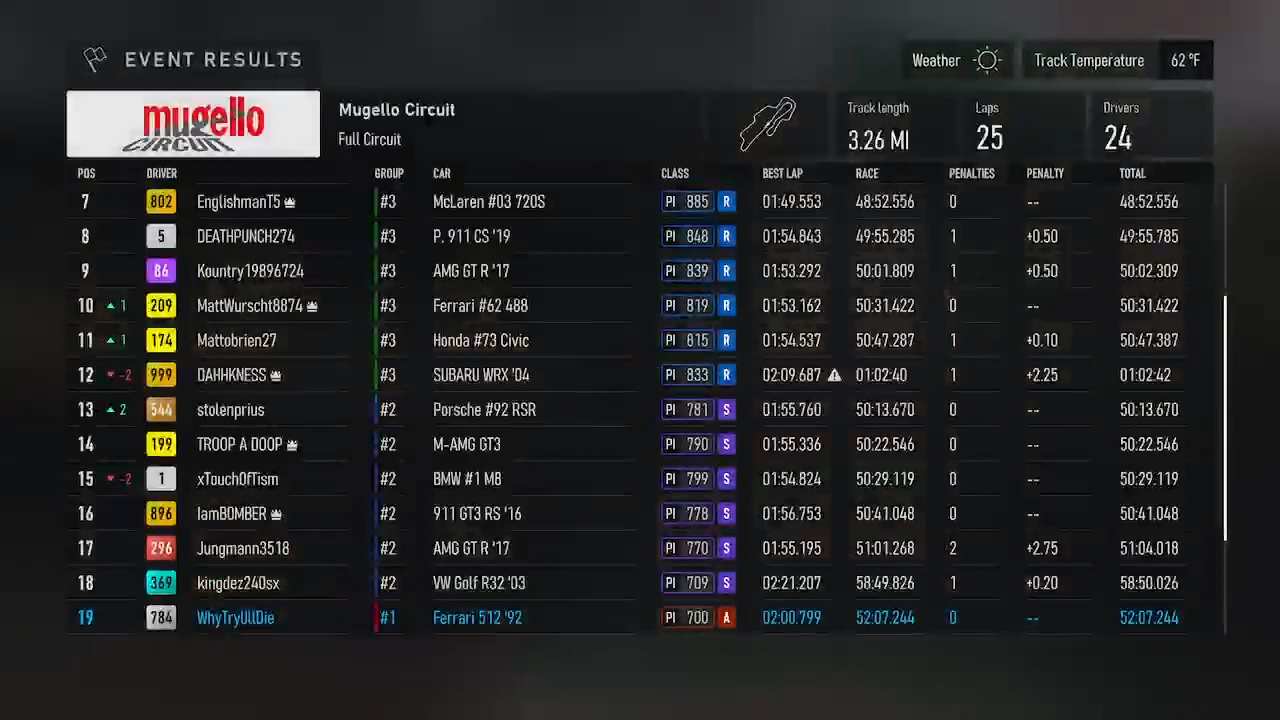 EVENT RESULTS
Weather
Track Temperature 62 °F
mugello
CIRCUIT
Mugello Circuit
Full Circuit
Track length
3.26 MI
Laps
25
Drivers
24
POS DRIVER GROUP CAR CLASS BEST LAP RACE PENALTIES PENALTY TOTAL
7 802 EnglishmanT5 #3 McLaren #03 720S PI 885 R 01:49.553 48:52.556 0 -- 48:52.556
8 5 DEATHPUNCH274 #3 P. 911 CS '19 PI 848 R 01:54.843 49:55.285 1 +0.50 49:55.785
9 86 Kountry19896724 #3 AMG GT R '17 PI 839 R 01:53.292 50:01.809 1 +0.50 50:02.309
10 1 209 MattWurscht8874 #3 Ferrari #62 488 PI 819 R 01:53.162 50:31.422 0 -- 50:31.422
11 1 174 Mattobrien27 #3 Honda #73 Civic PI 815 R 01:54.537 50:47.287 1 +0.10 50:47.387
12 -2 999 DAHHKNESS #3 SUBARU WRX '04 PI 833 R 02:09.687 01:02:40 1 +2.25 01:02:42
13 2 544 stolenprius #2 Porsche #92 RSR PI 781 S 01:55.760 50:13.670 0 -- 50:13.670
14 199 TROOP A DOOP #2 M-AMG GT3 PI 790 S 01:55.336 50:22.546 0 -- 50:22.546
15 -2 1 xTouchOfTism #2 BMW #1 M8 PI 799 S 01:54.824 50:29.119 0 -- 50:29.119
16 896 IamBOMBER #2 911 GT3 RS '16 PI 778 S 01:56.753 50:41.048 0 -- 50:41.048
17 296 Jungmann3518 #2 AMG GT R '17 PI 770 S 01:55.195 51:01.268 2 +2.75 51:04.018
18 369 kingdez240sx #2 VW Golf R32 '03 PI 709 S 02:21.207 58:49.826 1 +0.20 58:50.026
19 784 WhyTryUllDie #1 Ferrari 512 '92 PI 700 A 02:00.799 52:07.244 0 -- 52:07.244